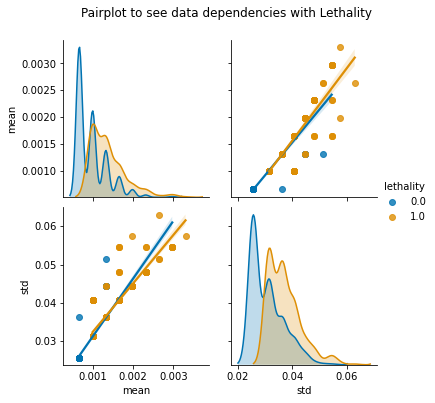 Pairplot to see data dependencies with Lethality
0.0030
0.0025
0.0020
0.0015
0.0010
mean
lethality
0.0
1.0
0.06
0.05
0.04
0.03
std
0.001 0.002 0.003
mean
0.02 0.04 0.06
std